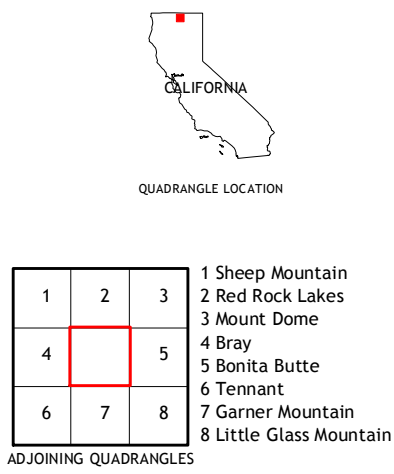 CALIFORNIA
QUADRANGLE LOCATION
1 2 3
4 5
6 7 8
1 Sheep Mountain
2 Red Rock Lakes
3 Mount Dome
4 Bray
5 Bonita Butte
6 Tennant
7 Garner Mountain
8 Little Glass Mountain
ADJOINING QUADRANGLES